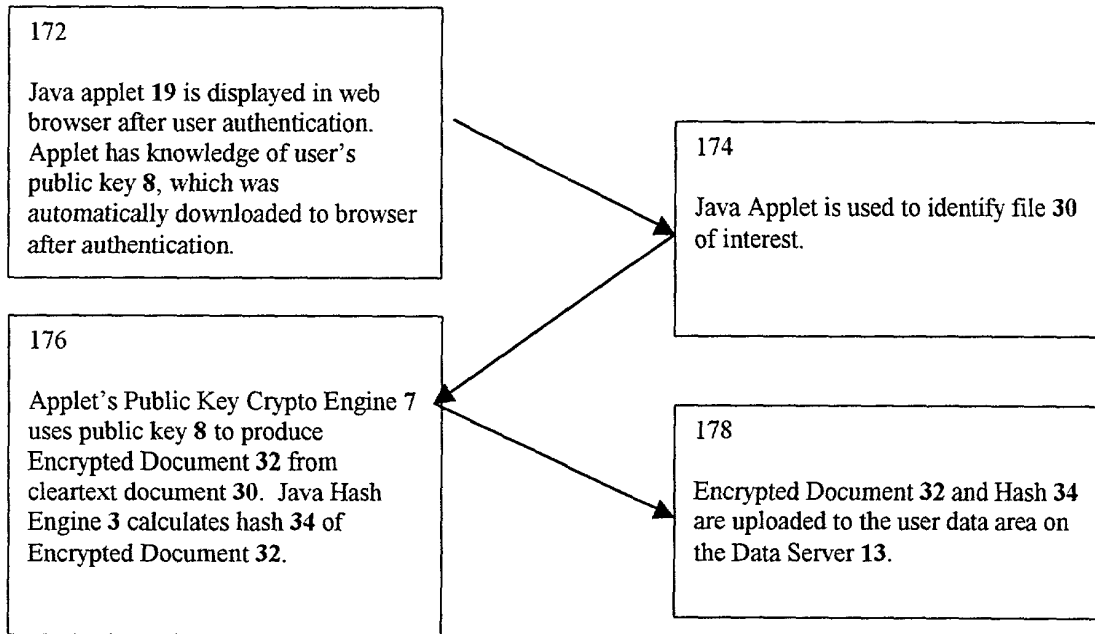 172
Java applet 19 is displayed in web
browser after user authentication.
Applet has knowledge of user's
public key 8, which was
automatically downloaded to browser
after authentication.
174
Java Applet is used to identify file 30
of interest.
176
Applet's Public Key Crypto Engine 7
uses public key 8 to produce
Encrypted Document 32 from
cleartext document 30.  Java Hash
Engine 3 calculates hash 34 of
Encrypted Document 32.
178
Encrypted Document 32 and Hash 34
are uploaded to the user data area on
the Data Server 13.